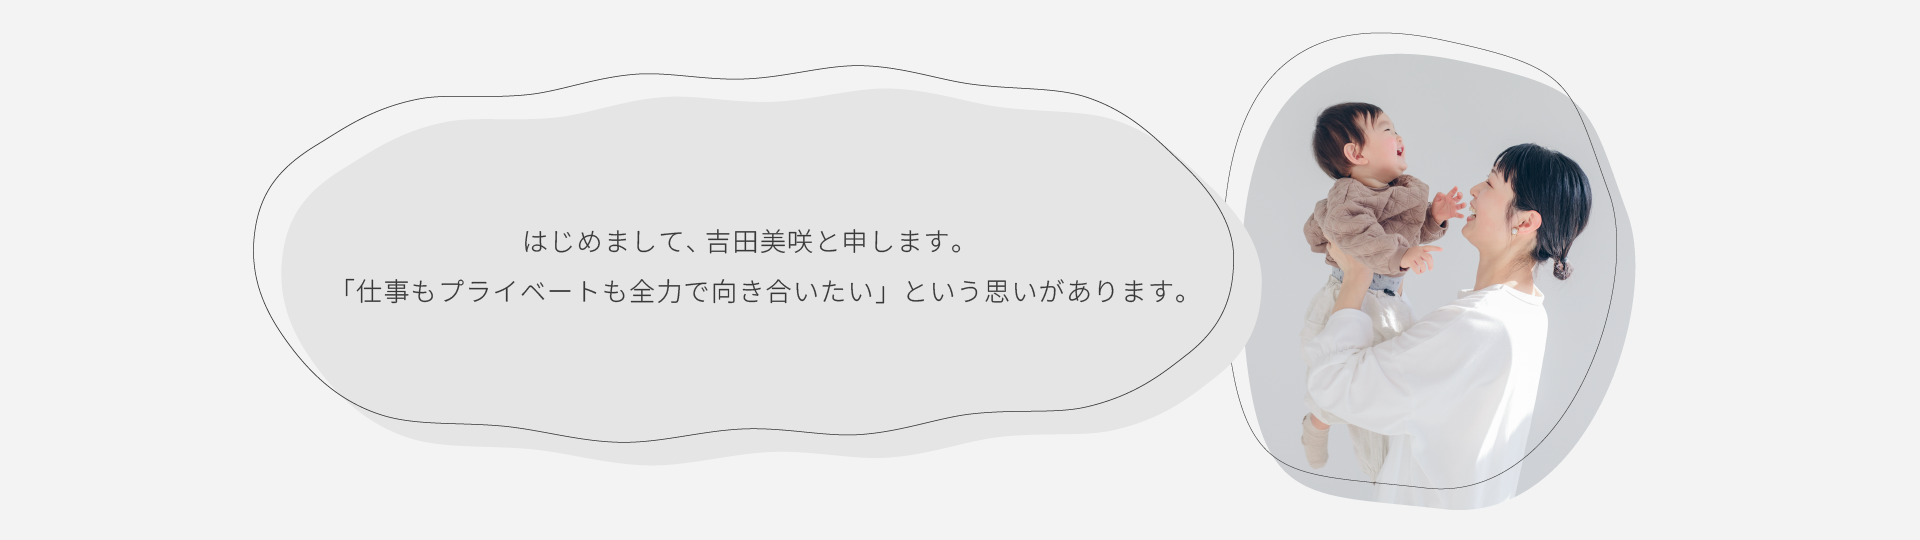 はじめまして、吉田美咲と申します。
「仕事もプライベートも全力で向き合いたい」という思いがあります。